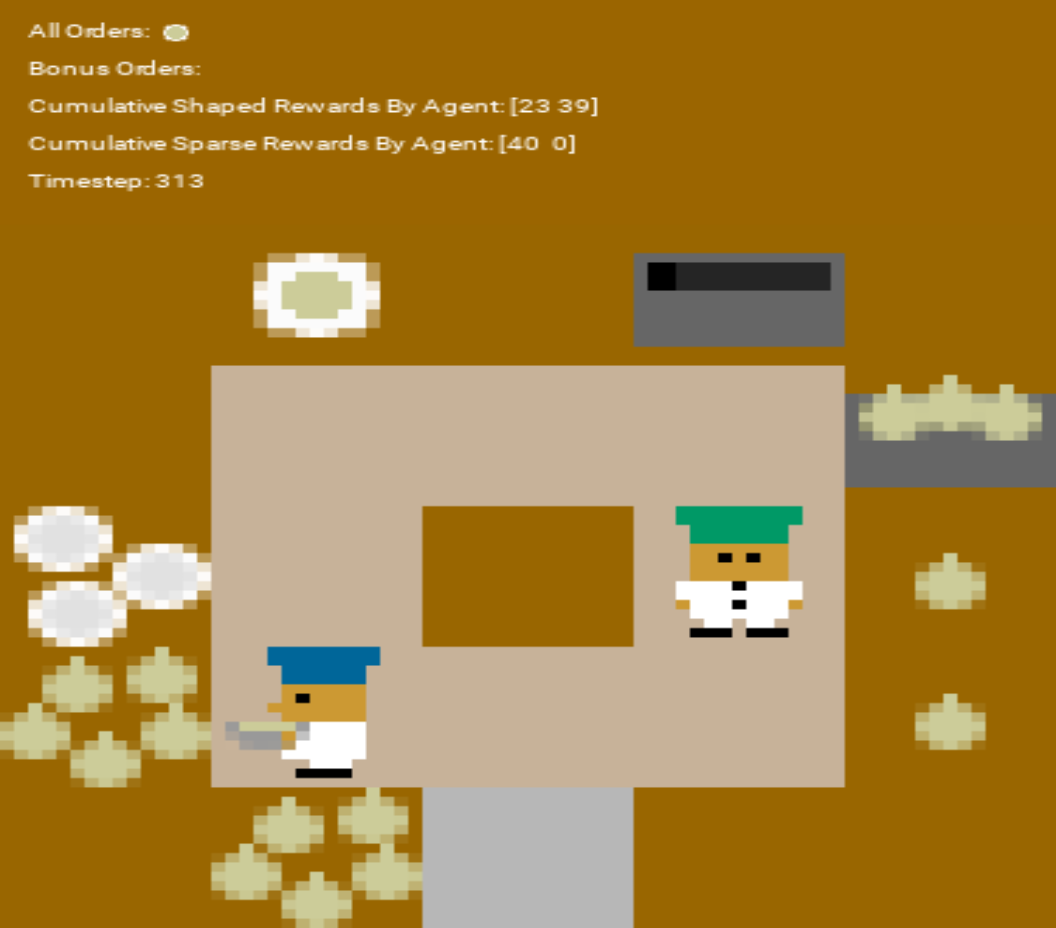 All Orders:
Bonus Orders:
Cumulative Shaped Rewards By Agent: [23 39]
Cumulative Sparse Rewards By Agent: [40  0]
Timestep: 313